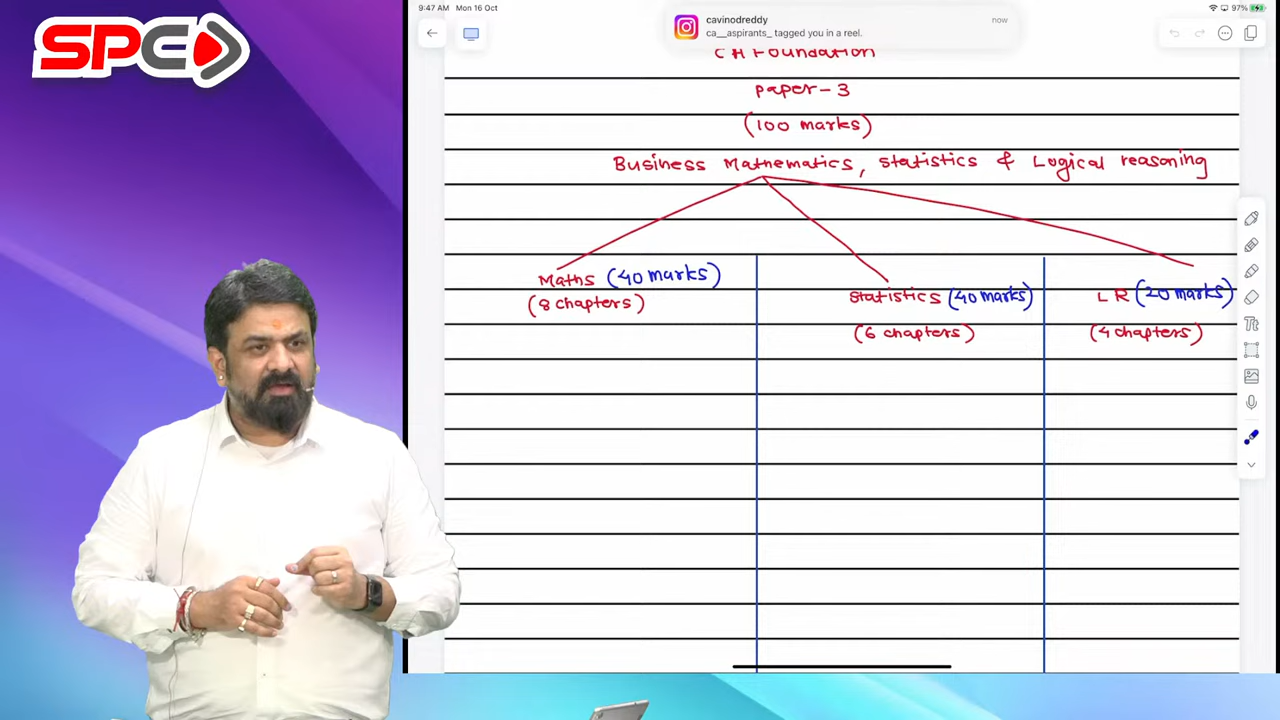 SPC
9:47 AM Mon 16 Oct
97%
cavinodreddy
now
ca__aspirants_ tagged you in a reel.
CA Foundation
paper-3
(100 marks)
Business Mathematics, statistics & Logical reasoning
Maths (40 marks)
(8 chapters)
Statistics (40 marks)
(6 chapters)
LR (20 marks)
(4 chapters)
Tt